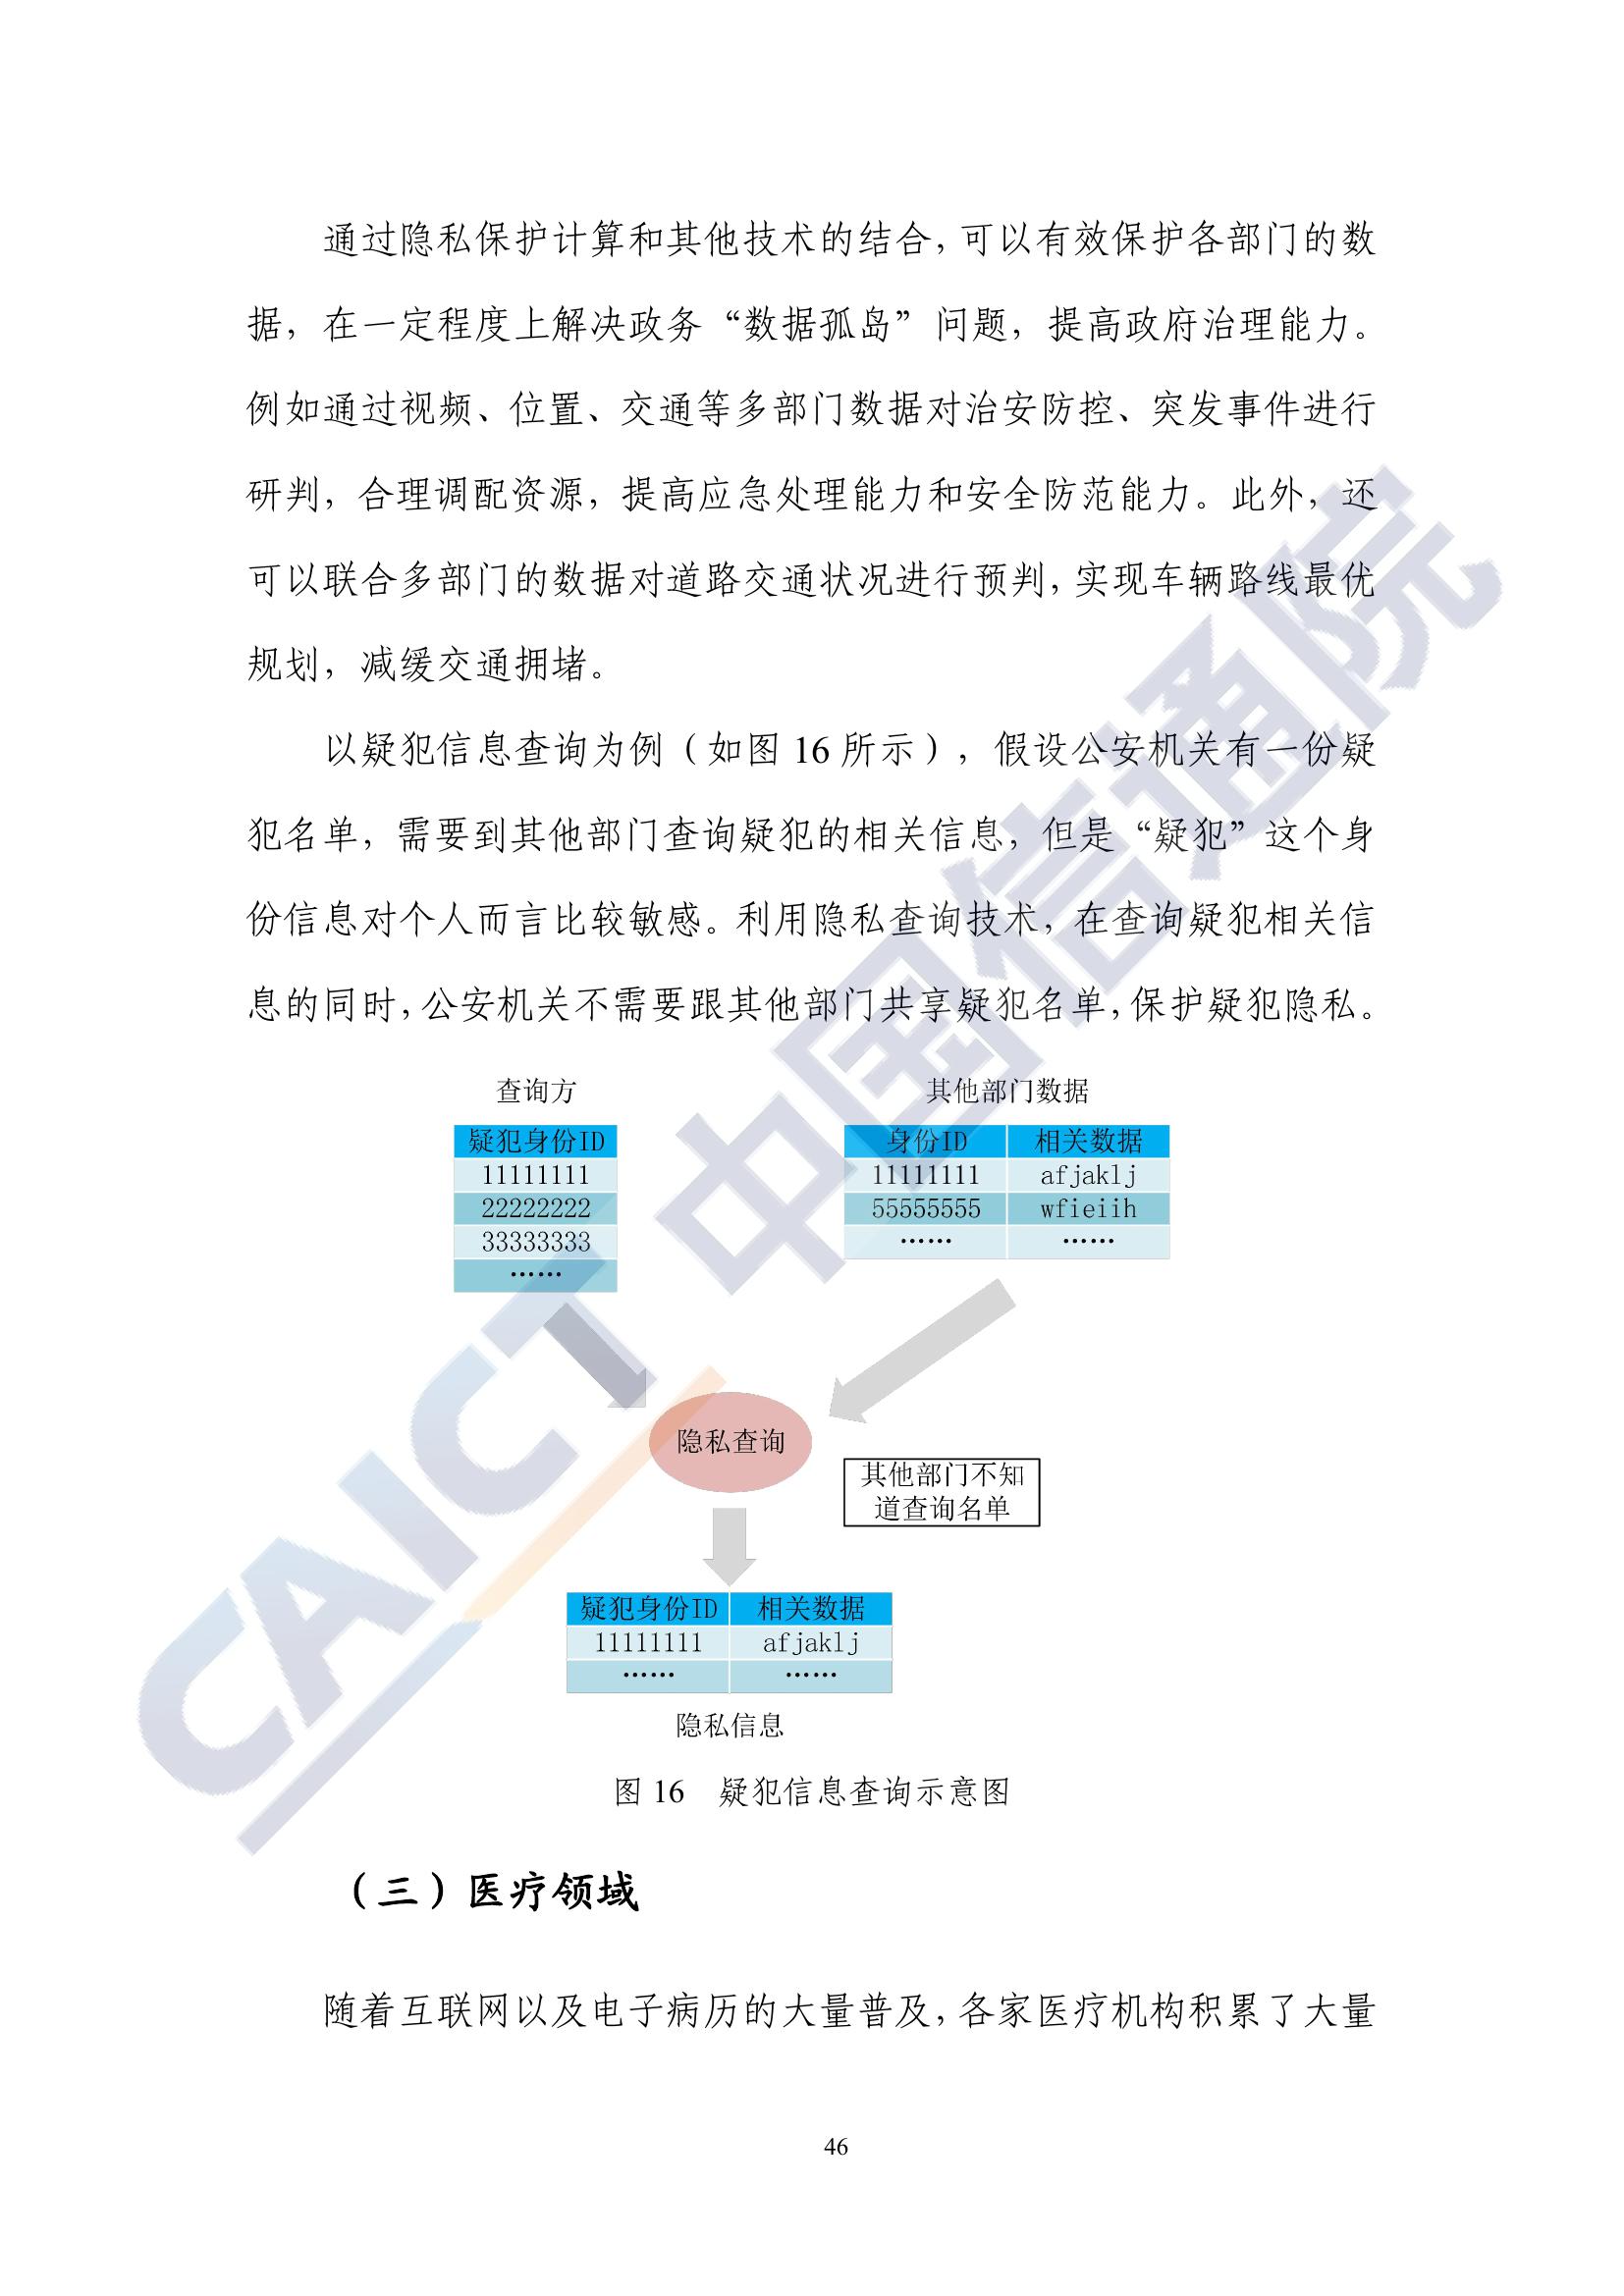 通过隐私保护计算和其他技术的结合，可以有效保护各部门的数
据，在一定程度上解决政务“数据孤岛”问题，提高政府治理能力。
例如通过视频、位置、交通等多部门数据对治安防控、突发事件进行
研判，合理调配资源，提高应急处理能力和安全防范能力。此外，还
可以联合多部门的数据对道路交通状况进行预判，实现车辆路线最优
规划，减缓交通拥堵。
以疑犯信息查询为例（如图 16 所示），假设公安机关有一份疑
犯名单，需要到其他部门查询疑犯的相关信息，但是“疑犯”这个身
份信息对个人而言比较敏感。利用隐私查询技术，在查询疑犯相关信
息的同时，公安机关不需要跟其他部门共享疑犯名单，保护疑犯隐私。
查询方
疑犯身份ID
11111111
22222222
33333333
……
其他部门数据
身份ID 相关数据
11111111 afjaklj
55555555 wfieiih
…… ……
隐私查询
其他部门不知
道查询名单
疑犯身份ID 相关数据
11111111 afjaklj
…… ……
隐私信息
图 16 疑犯信息查询示意图
（三）医疗领域
随着互联网以及电子病历的大量普及，各家医疗机构积累了大量
46
CAICT 中国信通院